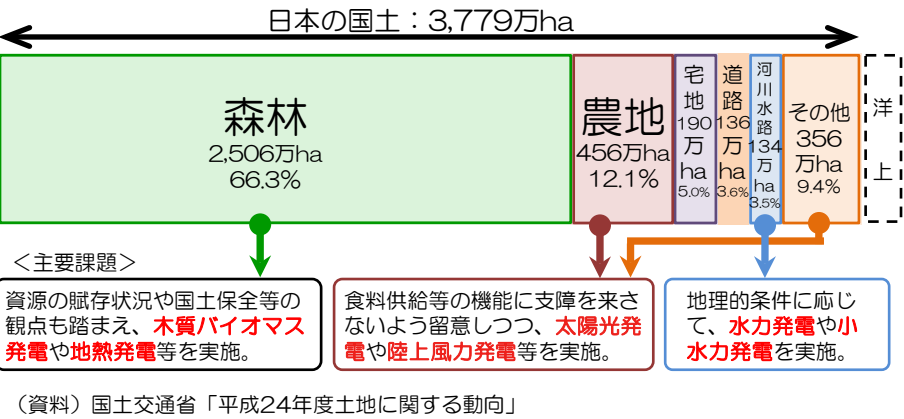 日本の国土：3,779万ha
森林
2,506万ha
66.3%
農地
456万ha
12.1%
宅地
190
万
ha
5.0%
道路
136
万
ha
3.6%
河川水路
134
万
ha
3.5%
その他
356
万ha
9.4%
洋上
＜主要課題＞
資源の賦存状況や国土保全等の
観点も踏まえ、木質バイオマス
発電や地熱発電等を実施。
食料供給等の機能に支障を来さ
ないよう留意しつつ、太陽光発
電や陸上風力発電等を実施。
地理的条件に応じ
て、水力発電や小
水力発電を実施。
（資料）国土交通省「平成24年度土地に関する動向」